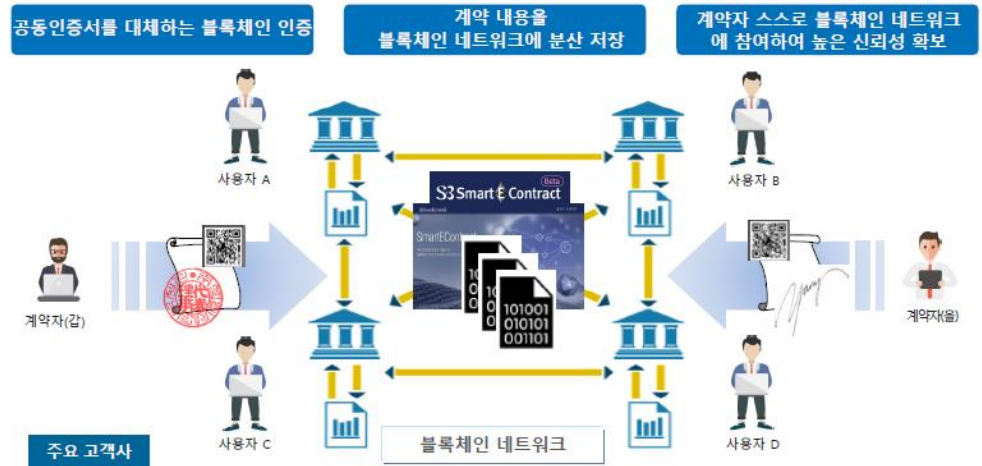 공동인증서를 대체하는 블록체인 인증
계약 내용을
블록체인 네트워크에 분산 저장
계약자 스스로 블록체인 네트워크
에 참여하여 높은 신뢰성 확보
사용자 A
사용자 B
S3 Smart E Contract
Beta
SmartECont
계약자(갑)
계약자(을)
101001
010101
001101
사용자 C
사용자 D
블록체인 네트워크
주요 고객사